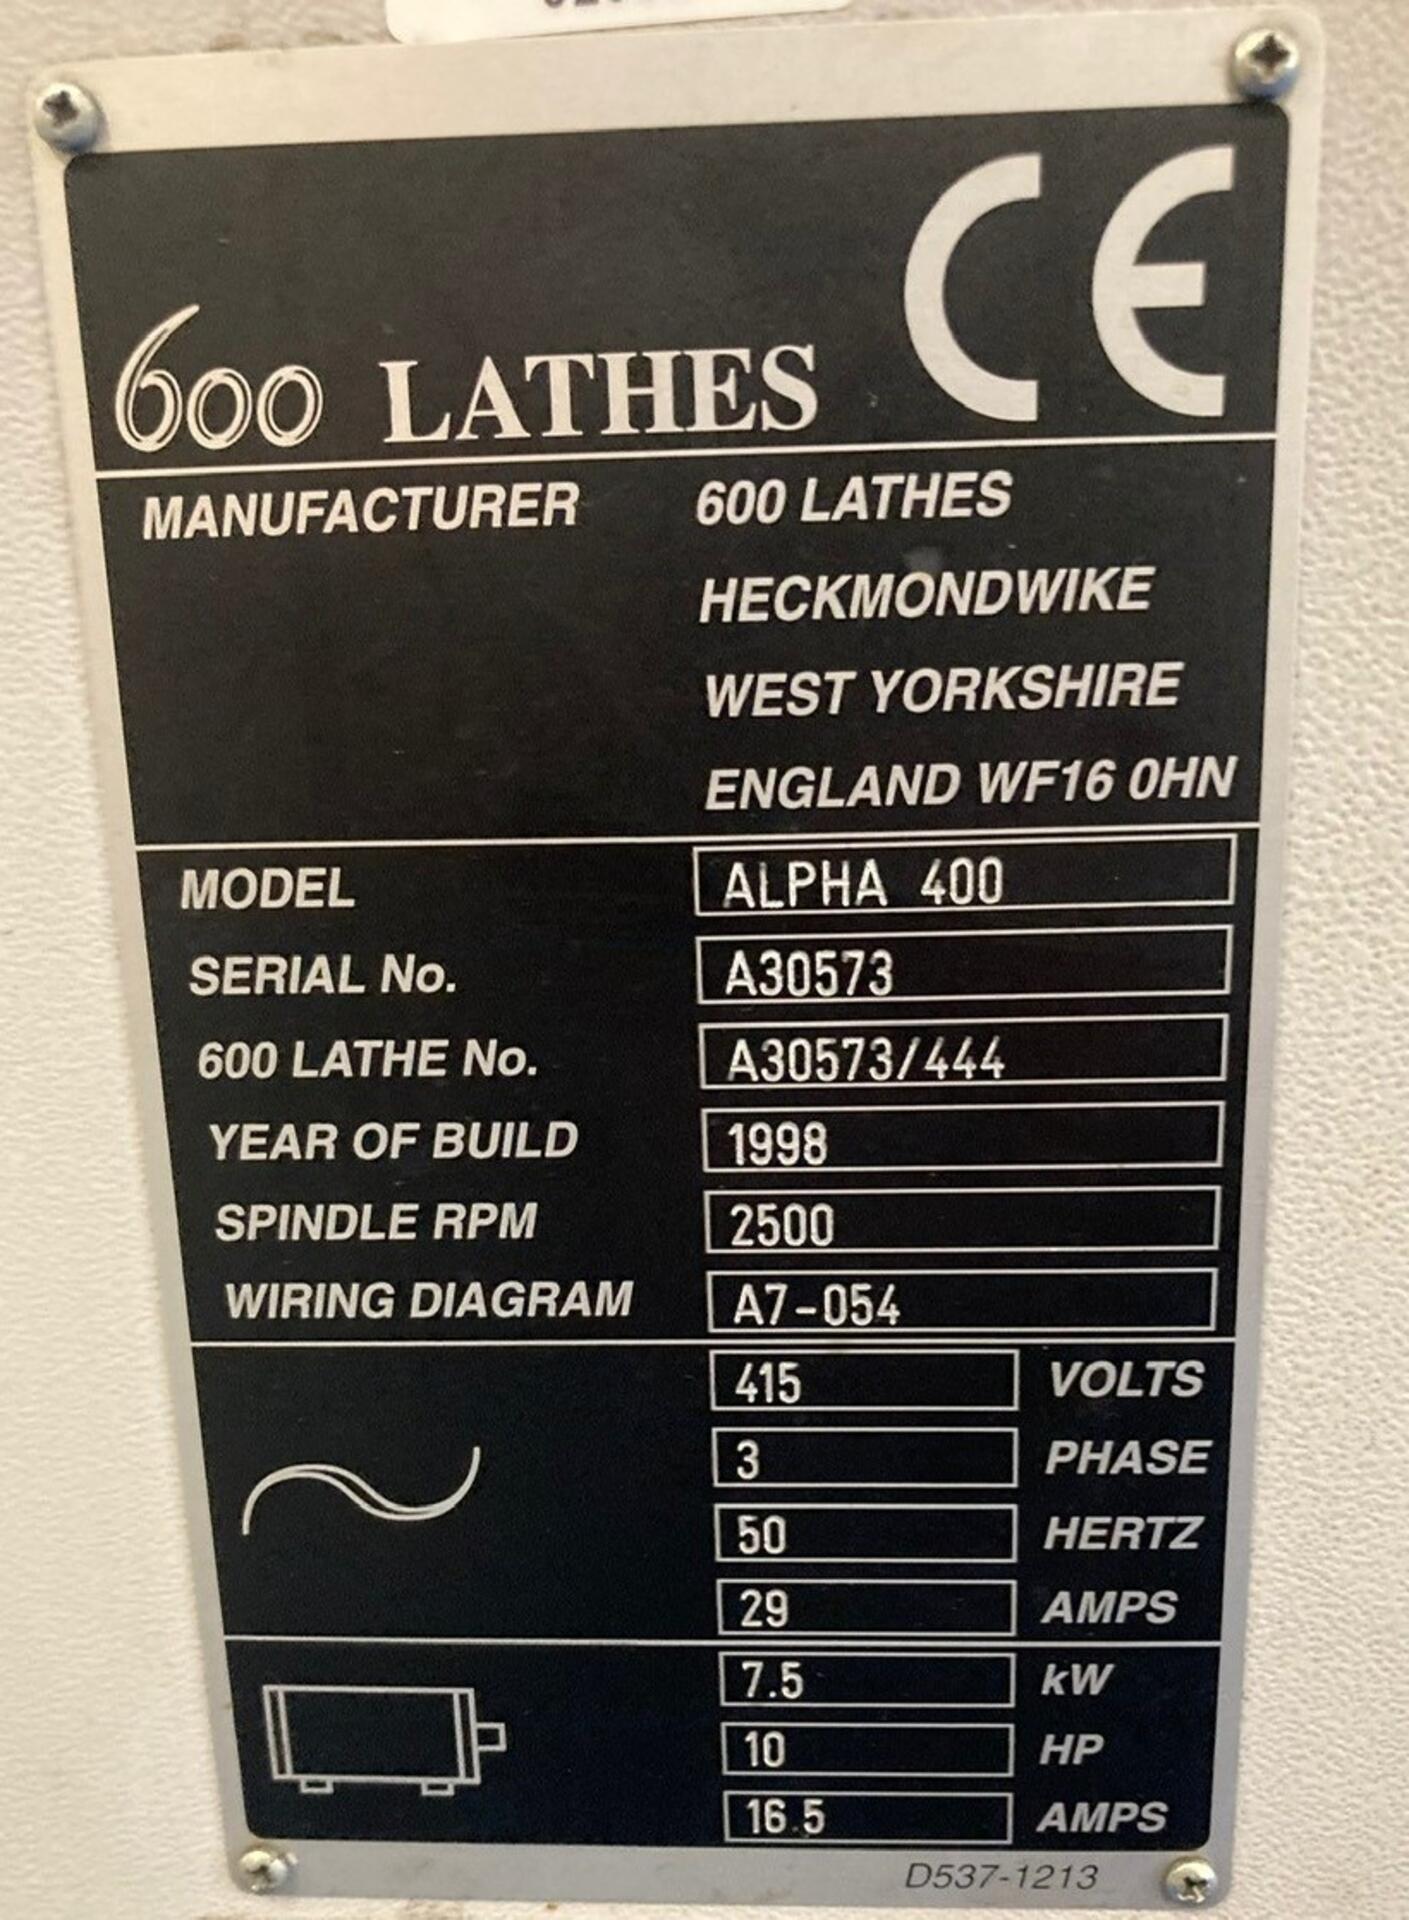 600 LATHES CE
MANUFACTURER 600 LATHES
HECKMONDWIKE
WEST YORKSHIRE
ENGLAND WF16 0HN
MODEL ALPHA 400
SERIAL No. A30573
600 LATHE No. A30573/444
YEAR OF BUILD 1998
SPINDLE RPM 2500
WIRING DIAGRAM A7-054
415 VOLTS
3 PHASE
50 HERTZ
29 AMPS
7.5 kW
10 HP
16.5 AMPS
D537-1213